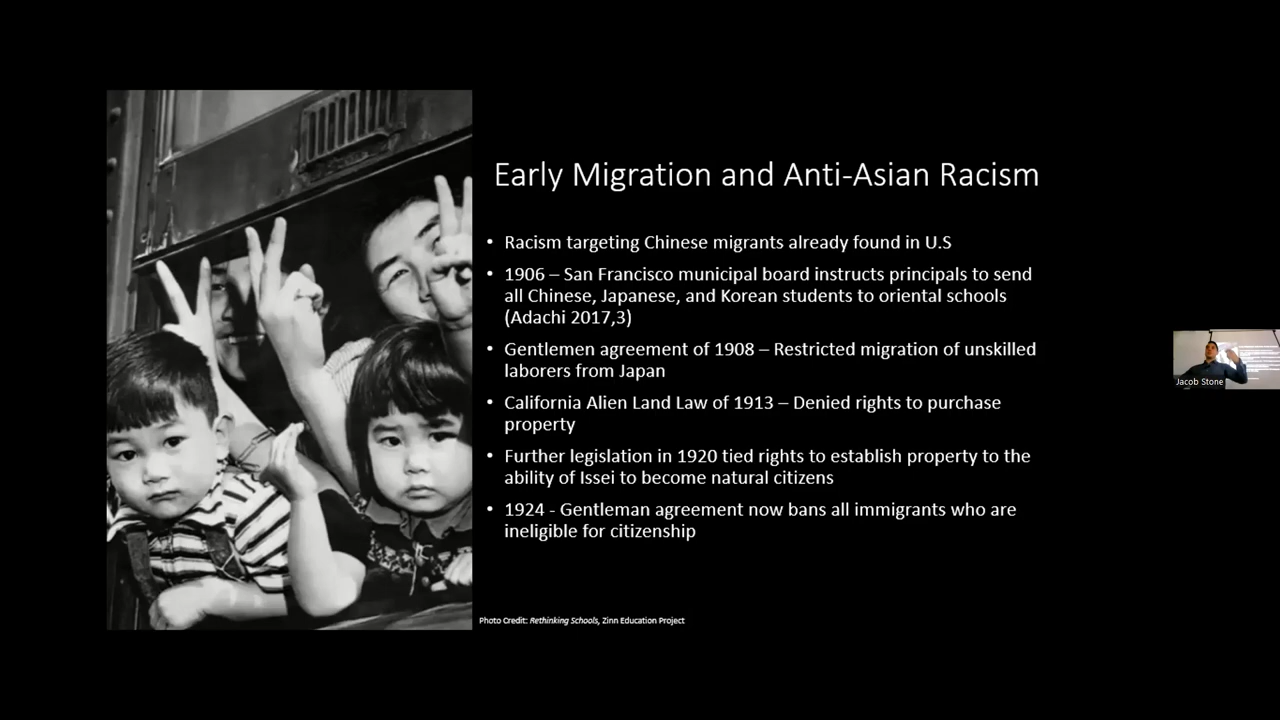 Early Migration and Anti-Asian Racism
• Racism targeting Chinese migrants already found in U.S
• 1906 – San Francisco municipal board instructs principals to send
all Chinese, Japanese, and Korean students to oriental schools
(Adachi 2017,3)
• Gentlemen agreement of 1908 – Restricted migration of unskilled
laborers from Japan
• California Alien Land Law of 1913 – Denied rights to purchase
property
• Further legislation in 1920 tied rights to establish property to the
ability of Issei to become natural citizens
• 1924 - Gentleman agreement now bans all immigrants who are
ineligible for citizenship
Photo Credit: Rethinking Schools, Zinn Education Project
Jacob Stone